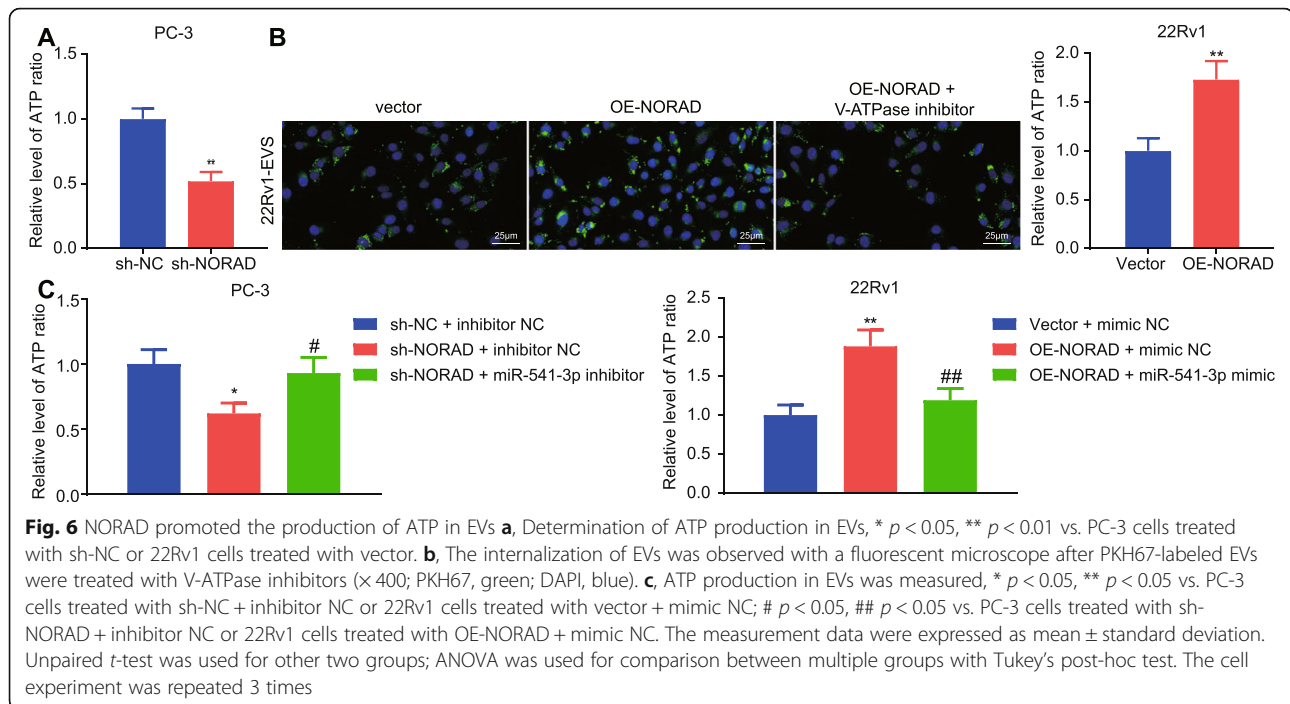 A
PC-3
Relative level of ATP ratio
1.5
1.0
0.5
0.0
**
sh-NC sh-NORAD
B
vector
OE-NORAD
OE-NORAD +
V-ATPase inhibitor
22Rv1-EVS
25μm
25μm
25μm
22Rv1
Relative level of ATP ratio
2.0
1.5
1.0
0.5
0.0
**
Vector OE-NORAD
C
PC-3
Relative level of ATP ratio
1.5
1.0
0.5
0.0
*
#
sh-NC + inhibitor NC
sh-NORAD + inhibitor NC
sh-NORAD + miR-541-3p inhibitor
22Rv1
Relative level of ATP ratio
2.5
2.0
1.5
1.0
0.5
0.0
**
##
Vector + mimic NC
OE-NORAD + mimic NC
OE-NORAD + miR-541-3p mimic
Fig. 6 NORAD promoted the production of ATP in EVs a, Determination of ATP production in EVs, * p < 0.05, ** p < 0.01 vs. PC-3 cells treated
with sh-NC or 22Rv1 cells treated with vector. b, The internalization of EVs was observed with a fluorescent microscope after PKH67-labeled EVs
were treated with V-ATPase inhibitors (× 400; PKH67, green; DAPI, blue). c, ATP production in EVs was measured, * p < 0.05, ** p < 0.05 vs. PC-3
cells treated with sh-NC + inhibitor NC or 22Rv1 cells treated with vector + mimic NC; # p < 0.05, ## p < 0.05 vs. PC-3 cells treated with sh-
NORAD + inhibitor NC or 22Rv1 cells treated with OE-NORAD + mimic NC. The measurement data were expressed as mean ± standard deviation.
Unpaired t-test was used for other two groups; ANOVA was used for comparison between multiple groups with Tukey's post-hoc test. The cell
experiment was repeated 3 times